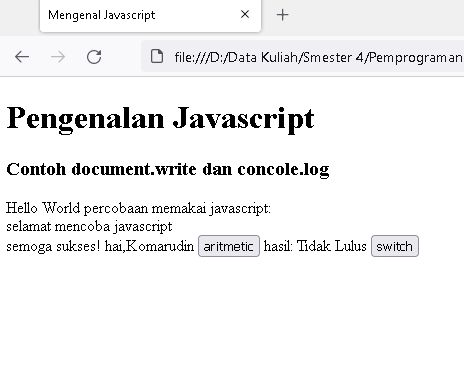 Mengenal Javascript
file:///D:/Data Kuliah/Smester 4/Pemprograman
Pengenalan Javascript
Contoh document.write dan concole.log
Hello World percobaan memakai javascript:
selamat mencoba javascript
semoga sukses! hai,Komarudin aritmetic hasil: Tidak Lulus switch